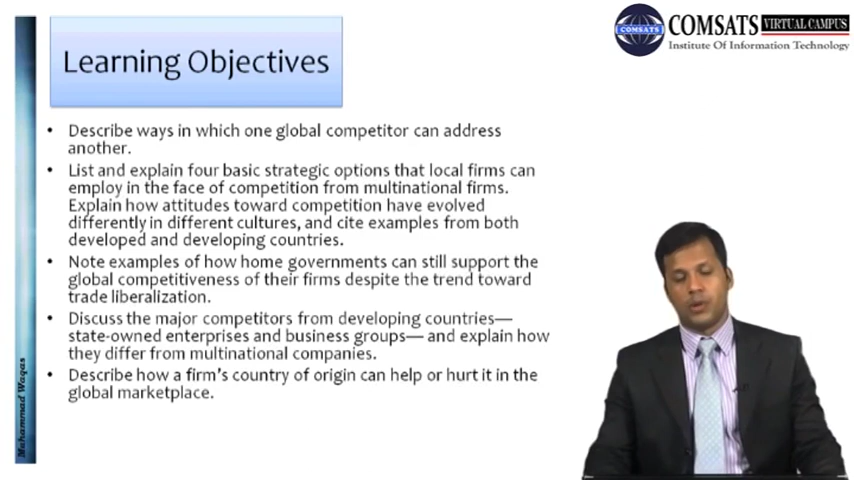 Learning Objectives
COMSATS VIRTUAL CAMPUS
COMSATS
Institute Of Information Technology
• Describe ways in which one global competitor can address
another.
• List and explain four basic strategic options that local firms can
employ in the face of competition from multinational firms.
Explain how attitudes toward competition have evolved
differently in different cultures, and cite examples from both
developed and developing countries.
• Note examples of how home governments can still support the
global competitiveness of their firms despite the trend toward
trade liberalization.
• Discuss the major competitors from developing countries—
state-owned enterprises and business groups— and explain how
they differ from multinational companies.
• Describe how a firm's country of origin can help or hurt it in the
global marketplace.
Muhammad Waqas